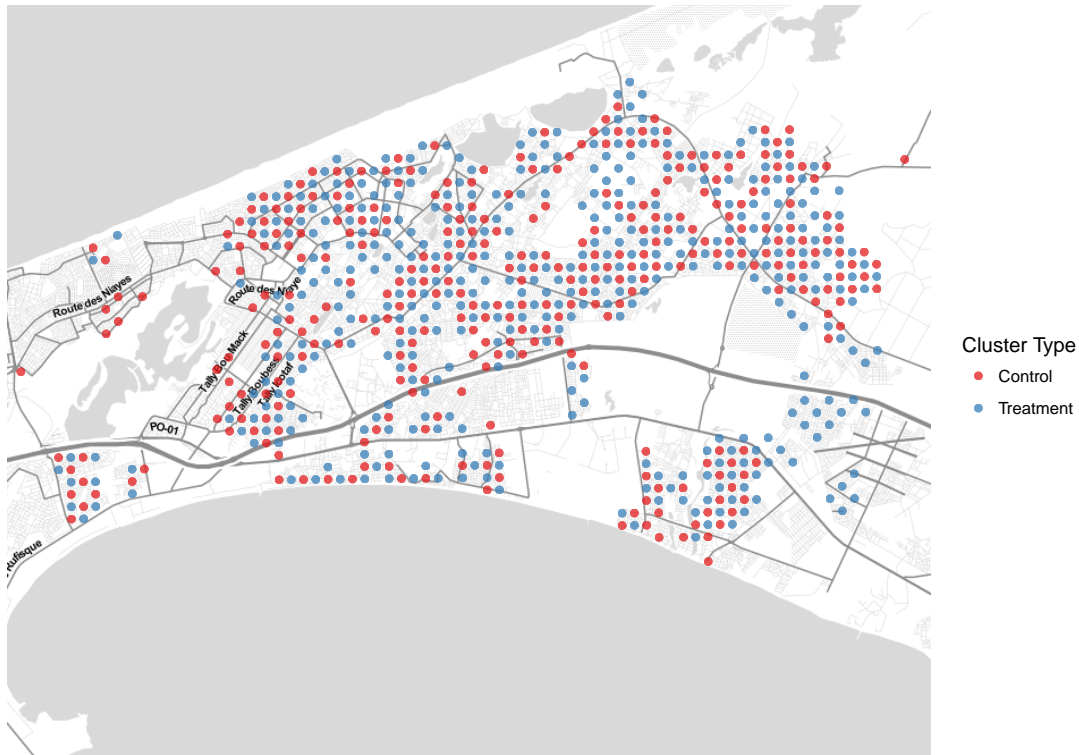 Route des Niayes
Route des Niaye
Tally Bou Mack
Tally Boubess
Tally Icotaf
PO-01
Rufisque
Cluster Type
Control
Treatment